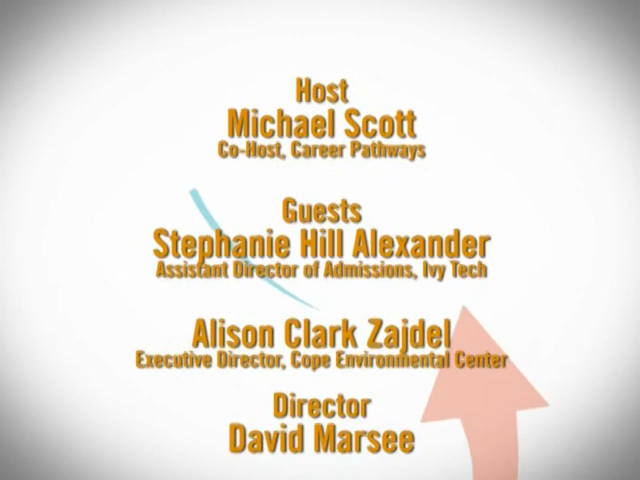 Host
Michael Scott
Co-Host, Career Pathways
Guests
Stephanie Hill Alexander
Assistant Director of Admissions, Ivy Tech
Alison Clark Zajdel
Executive Director, Cope Environmental Center
Director
David Marsee